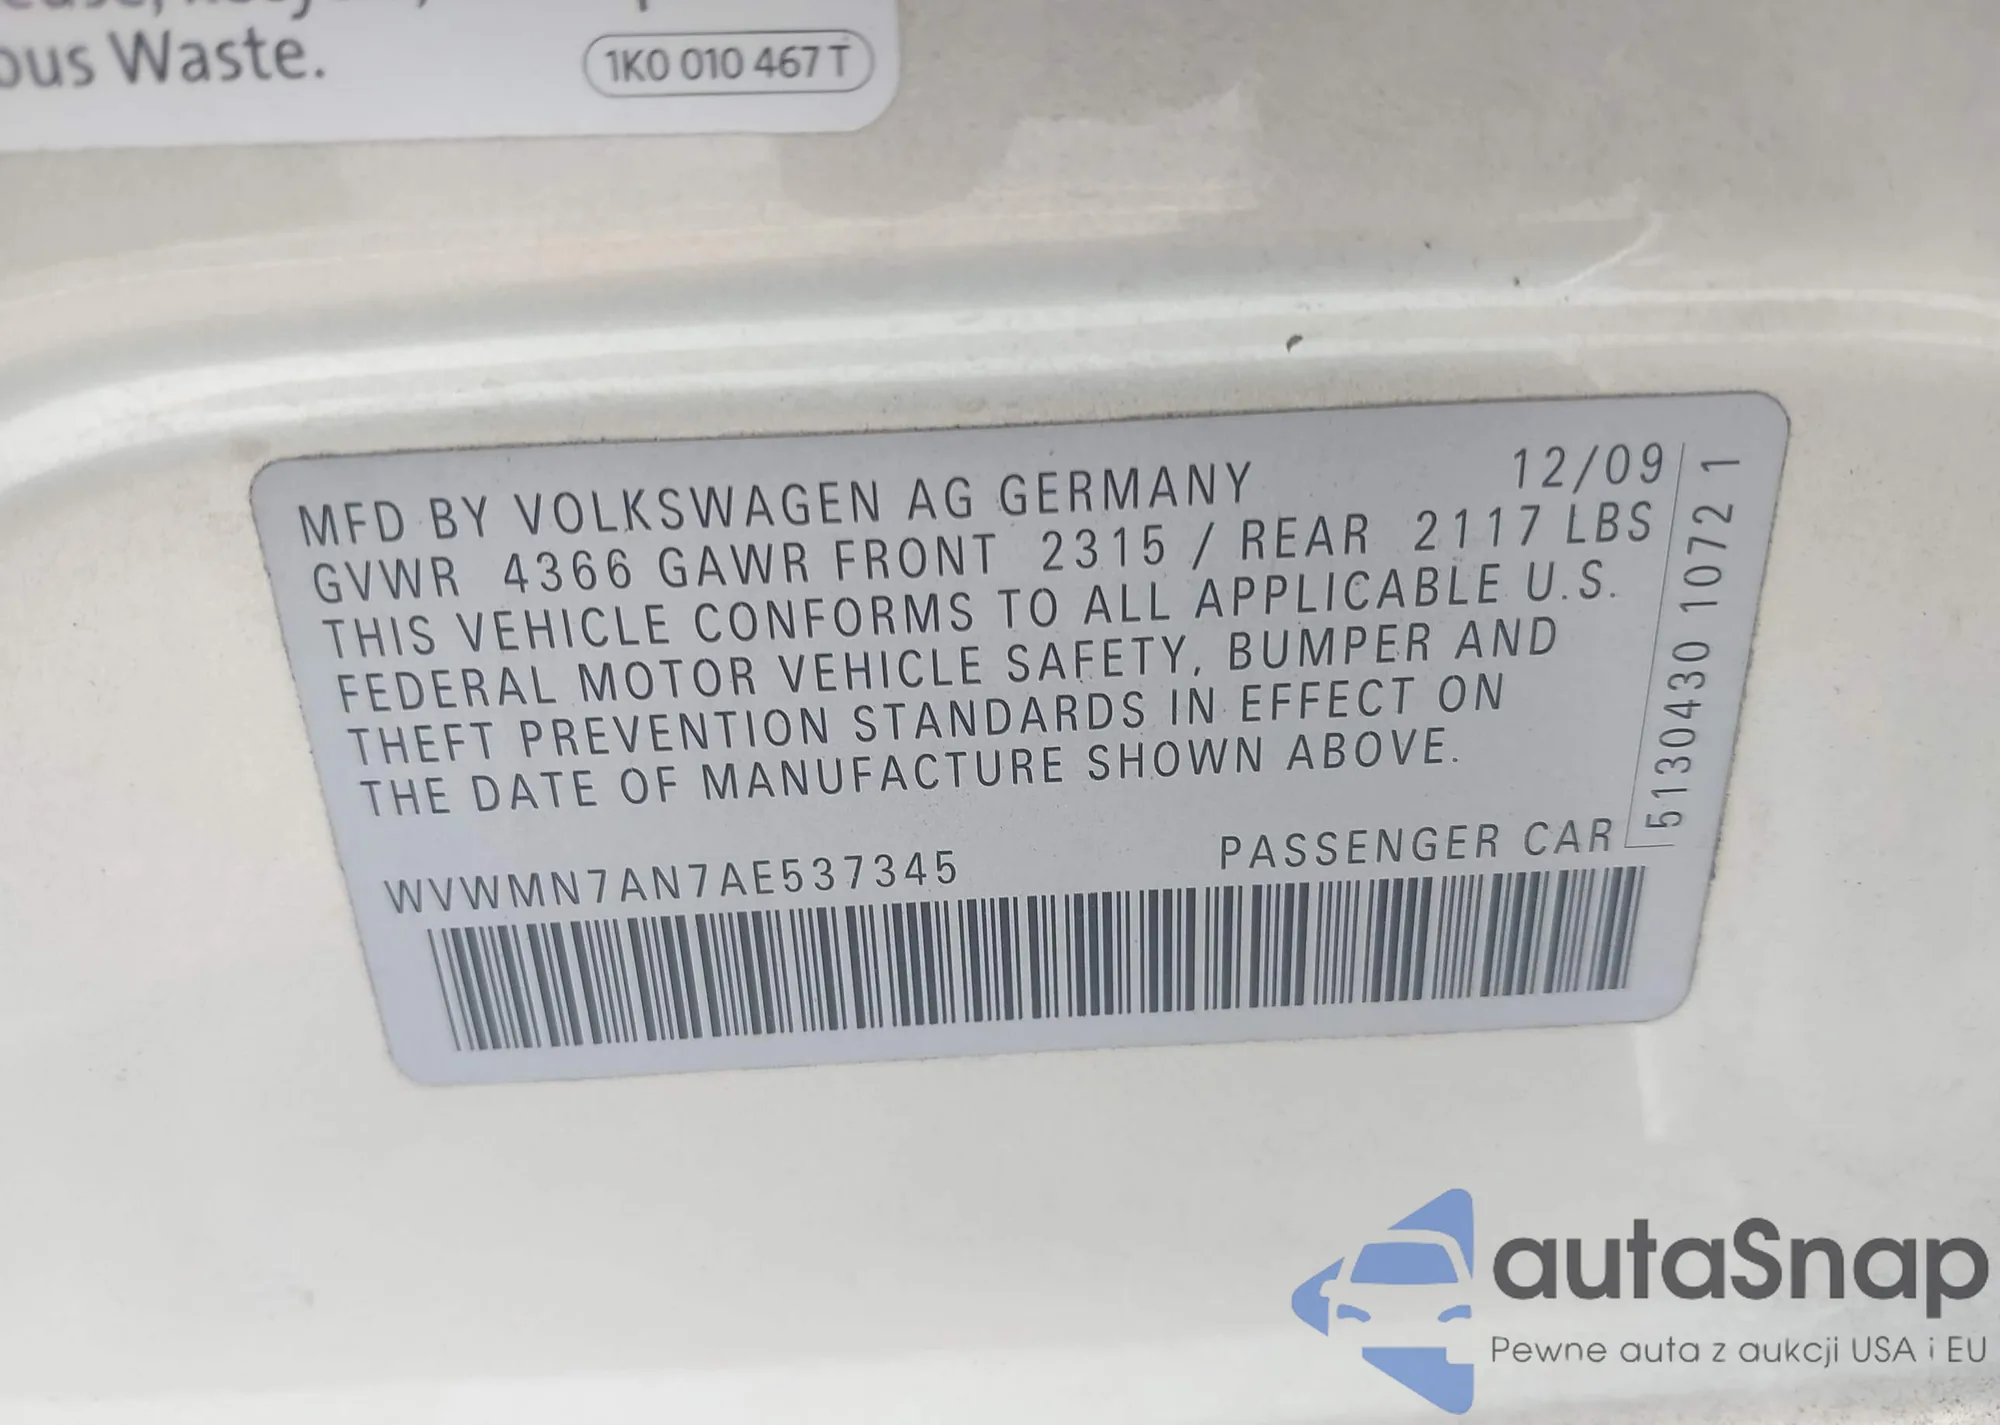 ous Waste.
1K0 010 467 T
MFD BY VOLKSWAGEN AG GERMANY 12/09
GVWR 4366 GAWR FRONT 2315 / REAR 2117 LBS
THIS VEHICLE CONFORMS TO ALL APPLICABLE U.S.
FEDERAL MOTOR VEHICLE SAFETY, BUMPER AND
THEFT PREVENTION STANDARDS IN EFFECT ON
THE DATE OF MANUFACTURE SHOWN ABOVE.
WVWMN7AN7AE537345 PASSENGER CAR
5130430 1072 1
autaSnap
Pewne auta z aukcji USA i EU